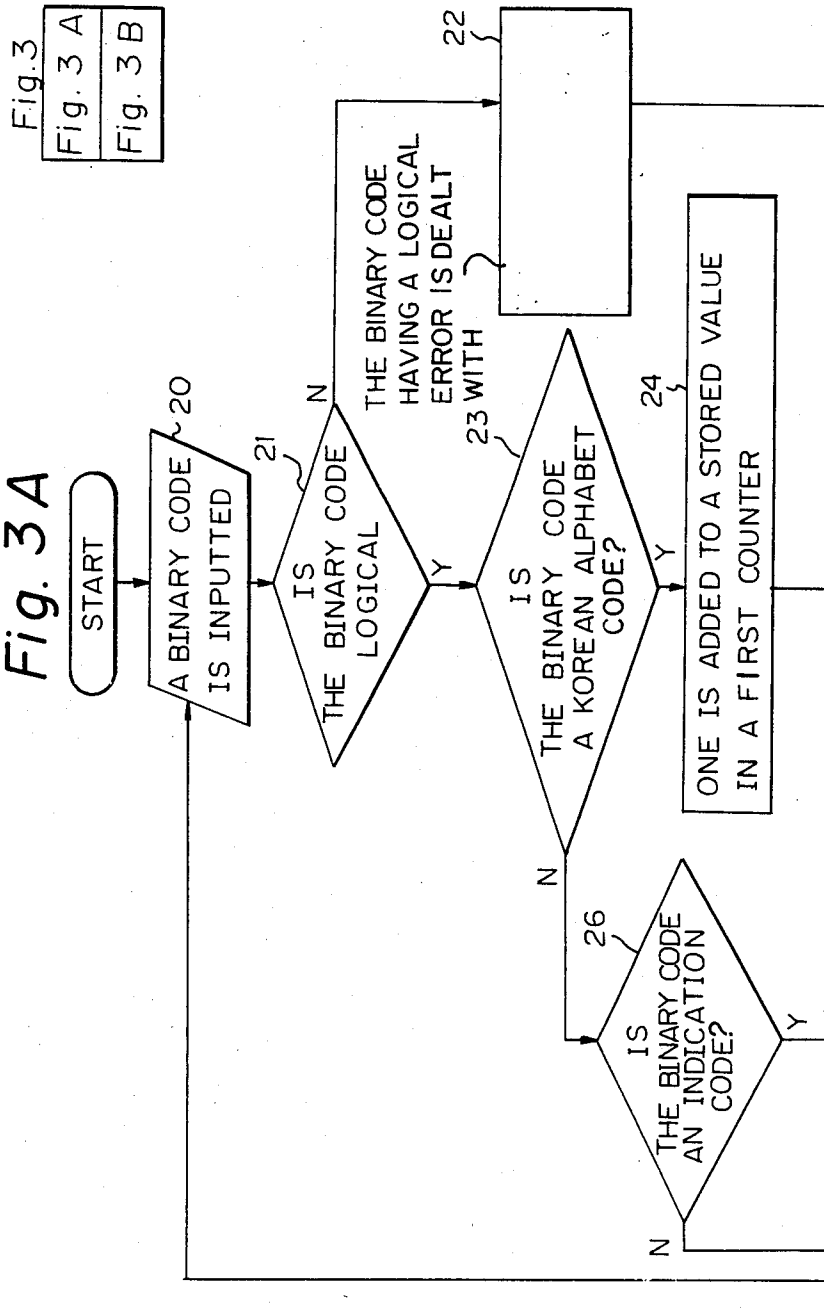 Fig. 3 A
Fig.3
Fig. 3 A
Fig. 3 B
START
A BINARY CODE
IS INPUTTED
20
21
IS
THE BINARY CODE
LOGICAL
N
Y
THE BINARY CODE
HAVING A LOGICAL
ERROR IS DEALT
WITH
22
23
IS
THE BINARY CODE
A KOREAN ALPHABET
CODE?
N
Y
24
ONE IS ADDED TO A STORED VALUE
IN A FIRST COUNTER
26
IS
THE BINARY CODE
AN INDICATION
CODE?
N
Y